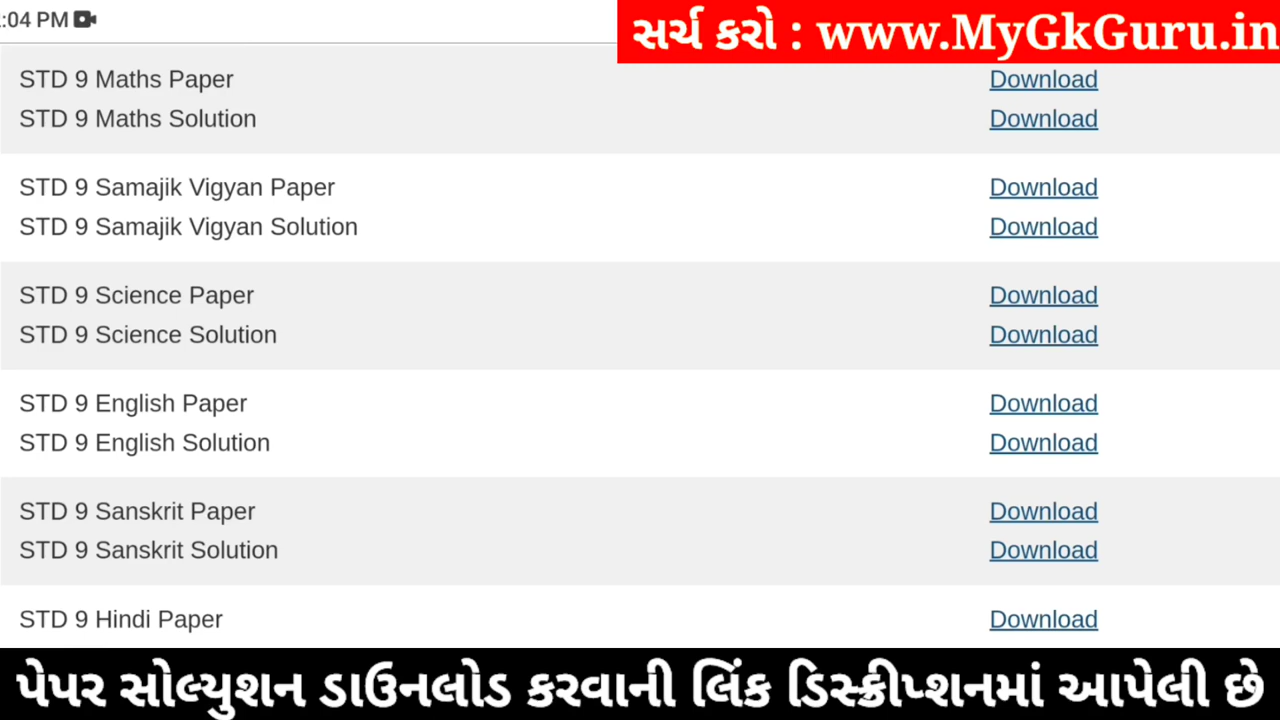 :04 PM
સર્ચ કરો : www.MyGkGuru.in
STD 9 Maths Paper Download
STD 9 Maths Solution Download
STD 9 Samajik Vigyan Paper Download
STD 9 Samajik Vigyan Solution Download
STD 9 Science Paper Download
STD 9 Science Solution Download
STD 9 English Paper Download
STD 9 English Solution Download
STD 9 Sanskrit Paper Download
STD 9 Sanskrit Solution Download
STD 9 Hindi Paper Download
પેપર સોલ્યુશન ડાઉનલોડ કરવાની લિંક ડિસ્ક્રીપ્શનમાં આપેલી છે